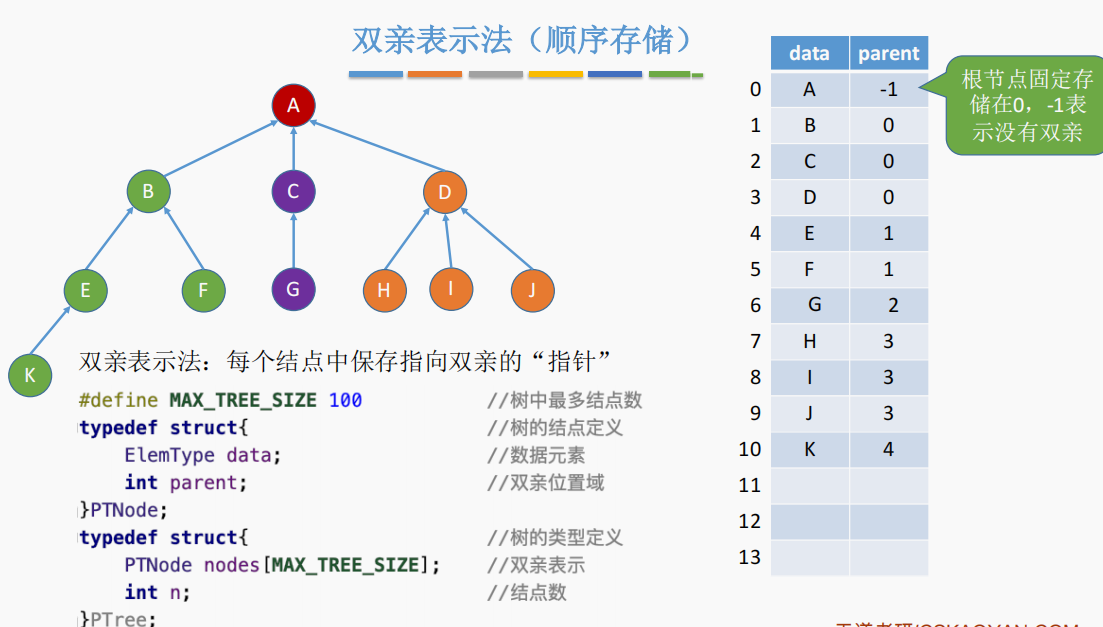 双亲表示法（顺序存储）
A
B
C
D
E
F
G
H
I
J
K
双亲表示法：每个结点中保存指向双亲的“指针”
#define MAX_TREE_SIZE 100 //树中最多结点数
typedef struct{ //树的结点定义
ElemType data; //数据元素
int parent; //双亲位置域
}PTNode;
typedef struct{ //树的类型定义
PTNode nodes[MAX_TREE_SIZE]; //双亲表示
int n; //结点数
}PTree;
data parent
0 A -1
1 B 0
2 C 0
3 D 0
4 E 1
5 F 1
6 G 2
7 H 3
8 I 3
9 J 3
10 K 4
11
12
13
根节点固定存
储在0，-1表
示没有双亲